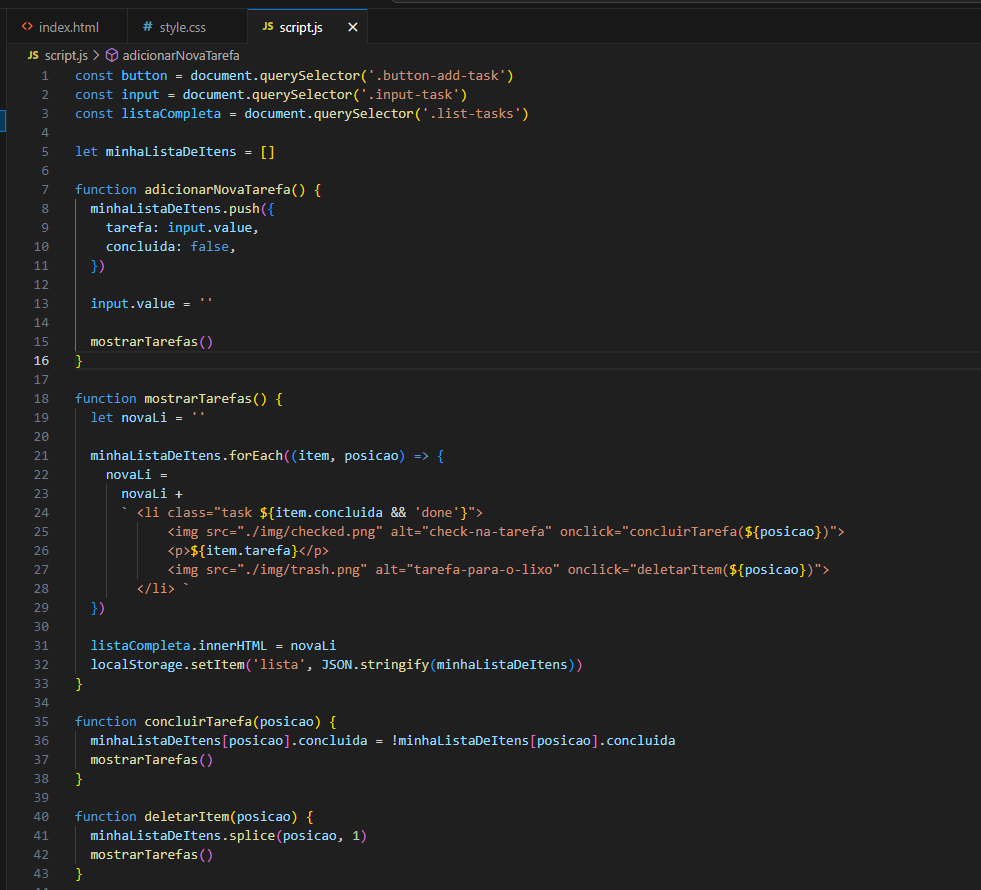 index.html # style.css JS script.js
JS script.js > adicionarNovaTarefa
1 const button = document.querySelector('.button-add-task')
2 const input = document.querySelector('.input-task')
3 const listaCompleta = document.querySelector('.list-tasks')
4
5 let minhaListaDeItens = []
6
7 function adicionarNovaTarefa() {
8 minhaListaDeItens.push({
9 tarefa: input.value,
10 concluida: false,
11 })
12
13 input.value = ''
14
15 mostrarTarefas()
16 }
17
18 function mostrarTarefas() {
19 let novaLi = ''
20
21 minhaListaDeItens.forEach((item, posicao) => {
22 novaLi =
23 novaLi +
24 ` <li class="task ${item.concluida && 'done'}">
25 <img src="./img/checked.png" alt="check-na-tarefa" onclick="concluirTarefa(${posicao})">
26 <p>${item.tarefa}</p>
27 <img src="./img/trash.png" alt="tarefa-para-o-lixo" onclick="deletarItem(${posicao})">
28 </li> `
29 })
30
31 listaCompleta.innerHTML = novaLi
32 localStorage.setItem('lista', JSON.stringify(minhaListaDeItens))
33 }
34
35 function concluirTarefa(posicao) {
36 minhaListaDeItens[posicao].concluida = !minhaListaDeItens[posicao].concluida
37 mostrarTarefas()
38 }
39
40 function deletarItem(posicao) {
41 minhaListaDeItens.splice(posicao, 1)
42 mostrarTarefas()
43 }